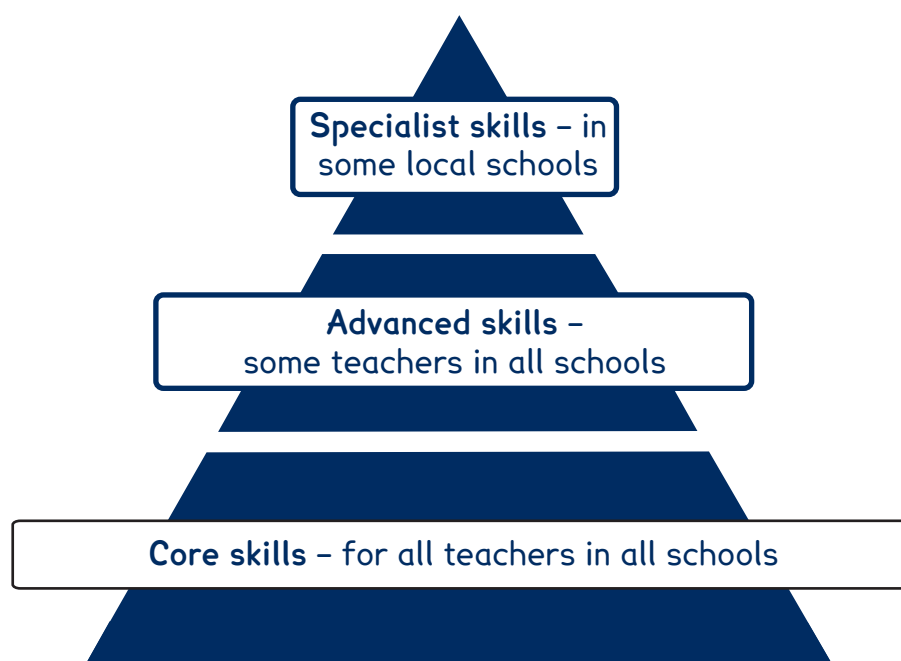 Specialist skills – in
some local schools
Advanced skills –
some teachers in all schools
Core skills – for all teachers in all schools